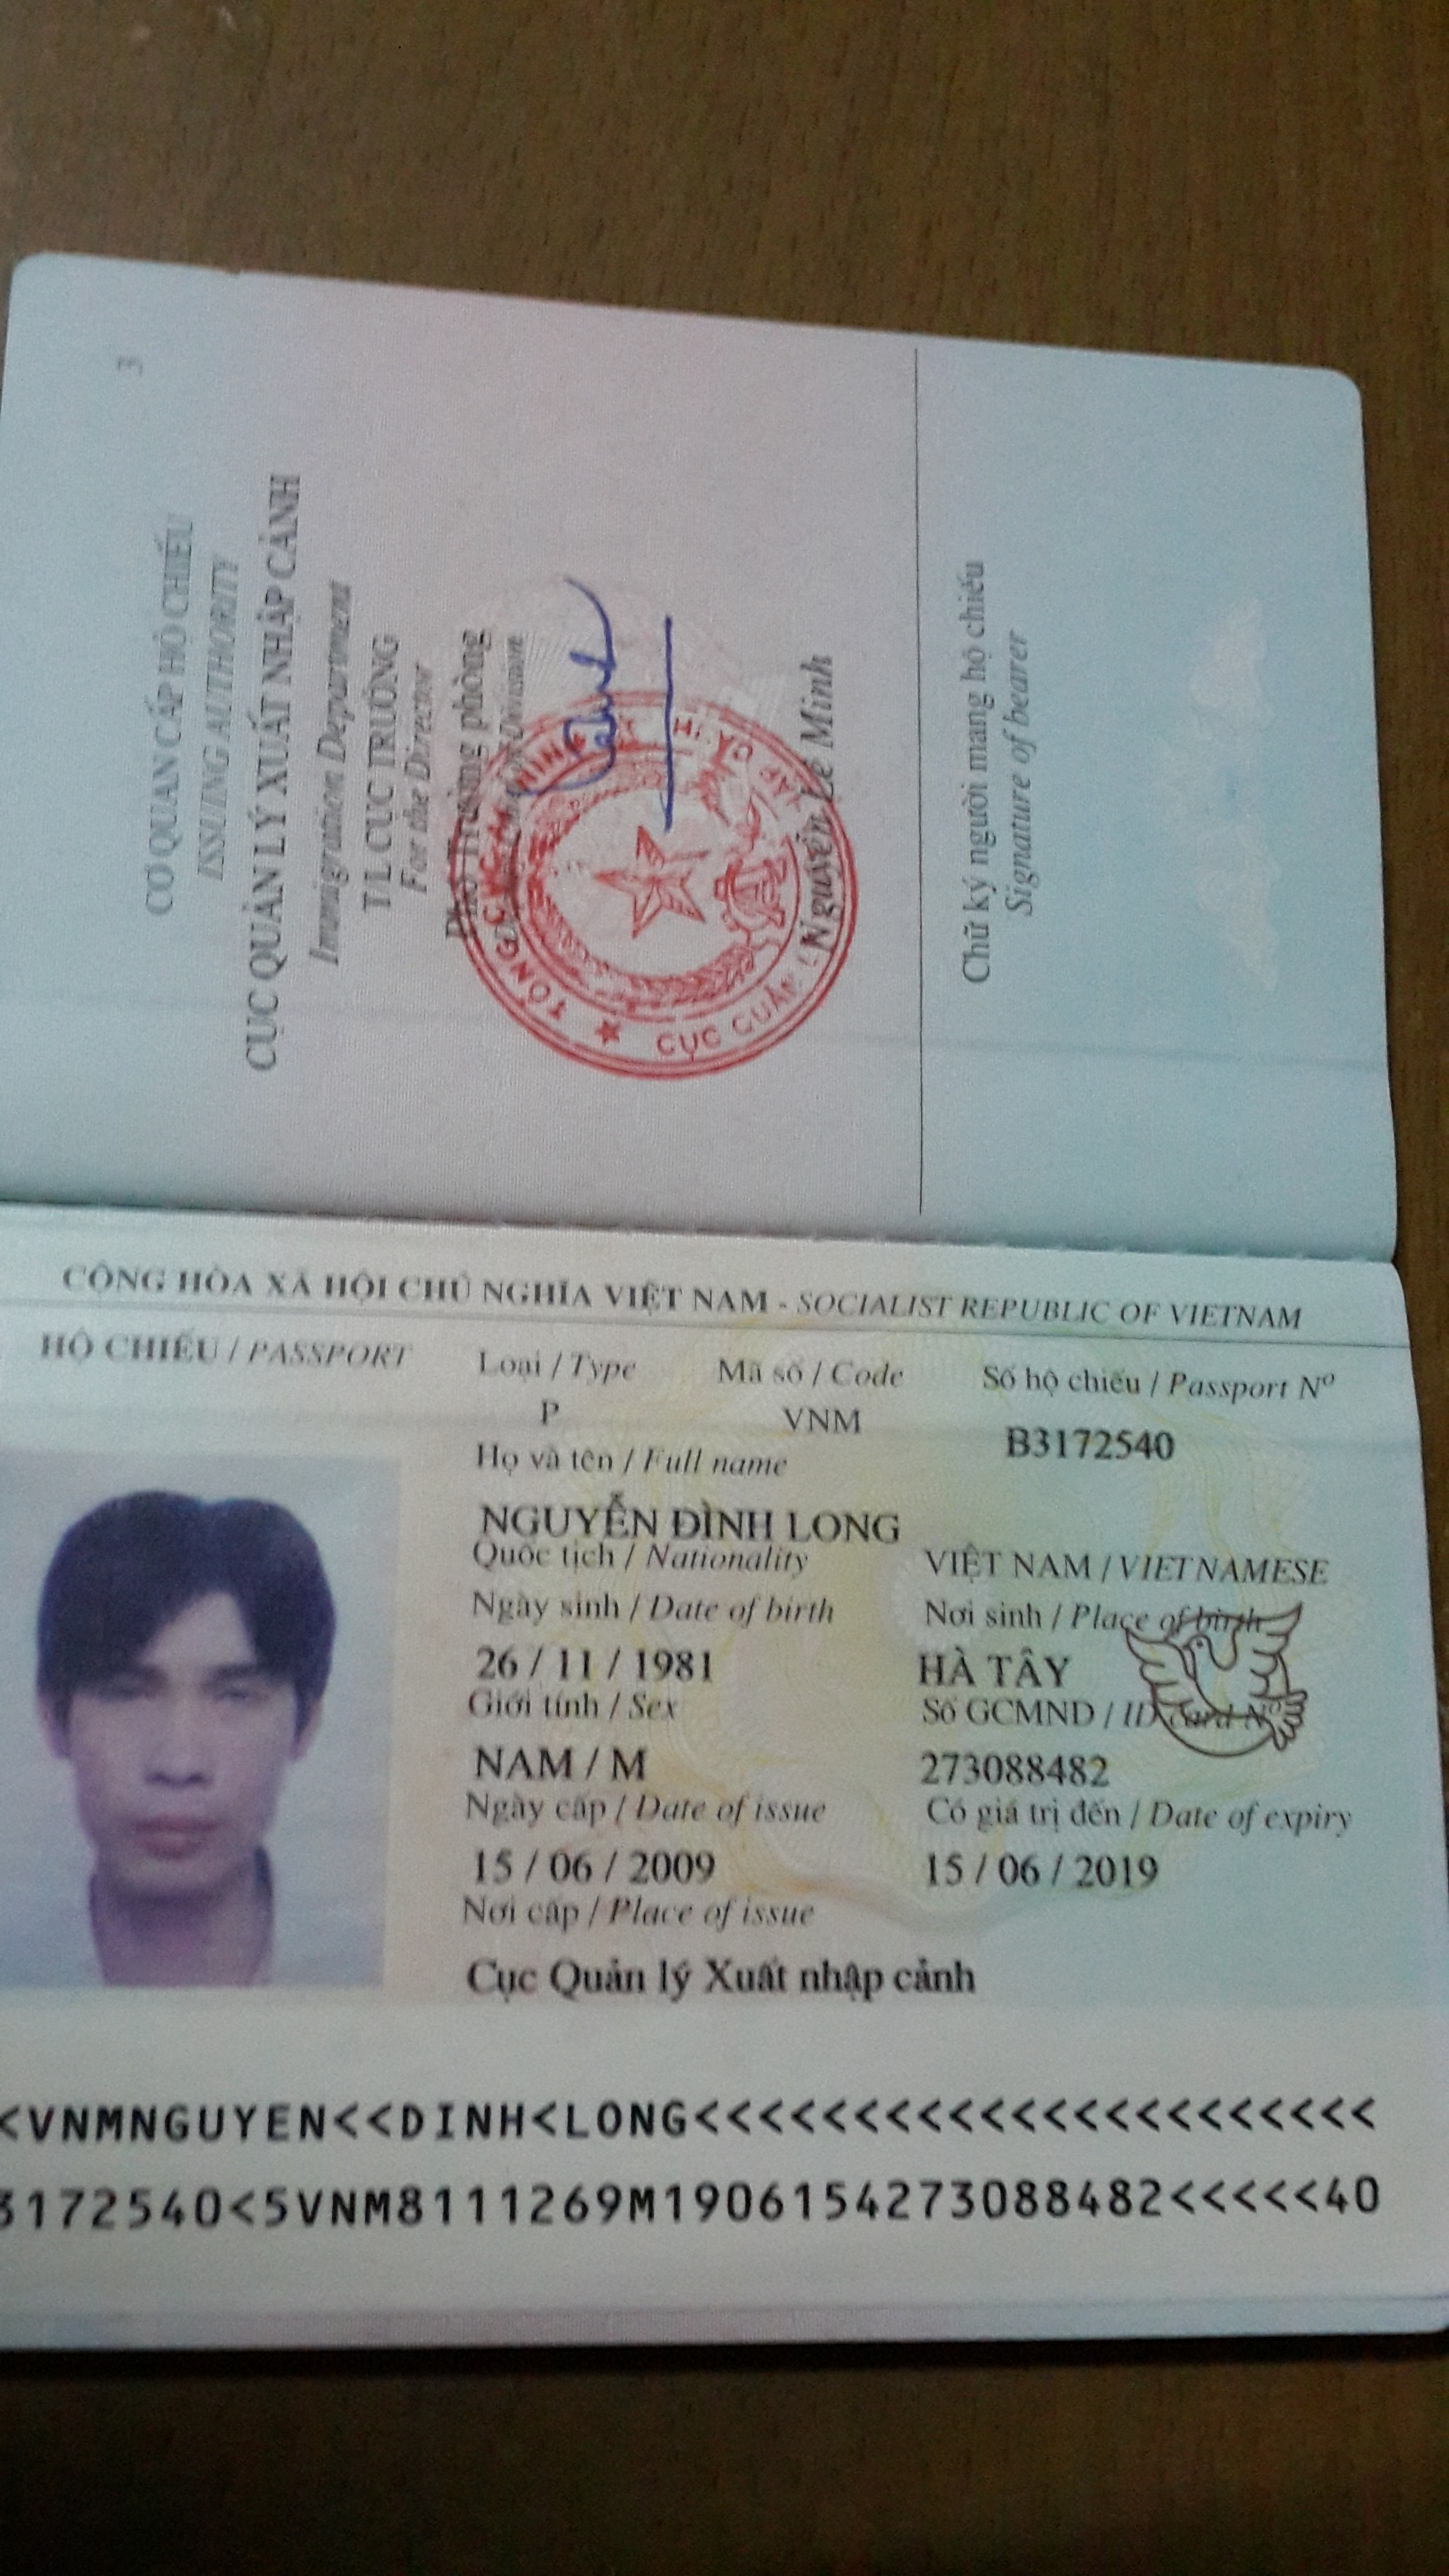 3
CƠ QUAN CẤP HỘ CHIẾU
ISSUING AUTHORITY
CỤC QUẢN LÝ XUẤT NHẬP CẢNH
Immigration Department
TL CỤC TRƯỞNG
For the Director
Phó Trưởng phòng
Division
TỔNG CỤC AN NINH
CỤC QUẢN LÝ
Nguyễn Lê Minh
Chữ ký người mang hộ chiếu
Signature of bearer
CỘNG HÒA XÃ HỘI CHỦ NGHĨA VIỆT NAM - SOCIALIST REPUBLIC OF VIETNAM
HỘ CHIẾU / PASSPORT Loại / Type Mã số / Code Số hộ chiếu / Passport Nº
P VNM B3172540
Họ và tên / Full name
NGUYỄN ĐÌNH LONG
Quốc tịch / Nationality VIỆT NAM / VIETNAMESE
Ngày sinh / Date of birth Nơi sinh / Place of birth
26 / 11 / 1981 HÀ TÂY
Giới tính / Sex Số GCMND / ID card Nº
NAM / M 273088482
Ngày cấp / Date of issue Có giá trị đến / Date of expiry
15 / 06 / 2009 15 / 06 / 2019
Nơi cấp / Place of issue
Cục Quản lý Xuất nhập cảnh
<VNMNGUYEN<<DINH<LONG<<<<<<<<<<<<<<<<<<<<<<
3172540<5VNM8111269M1906154273088482<<<<<40